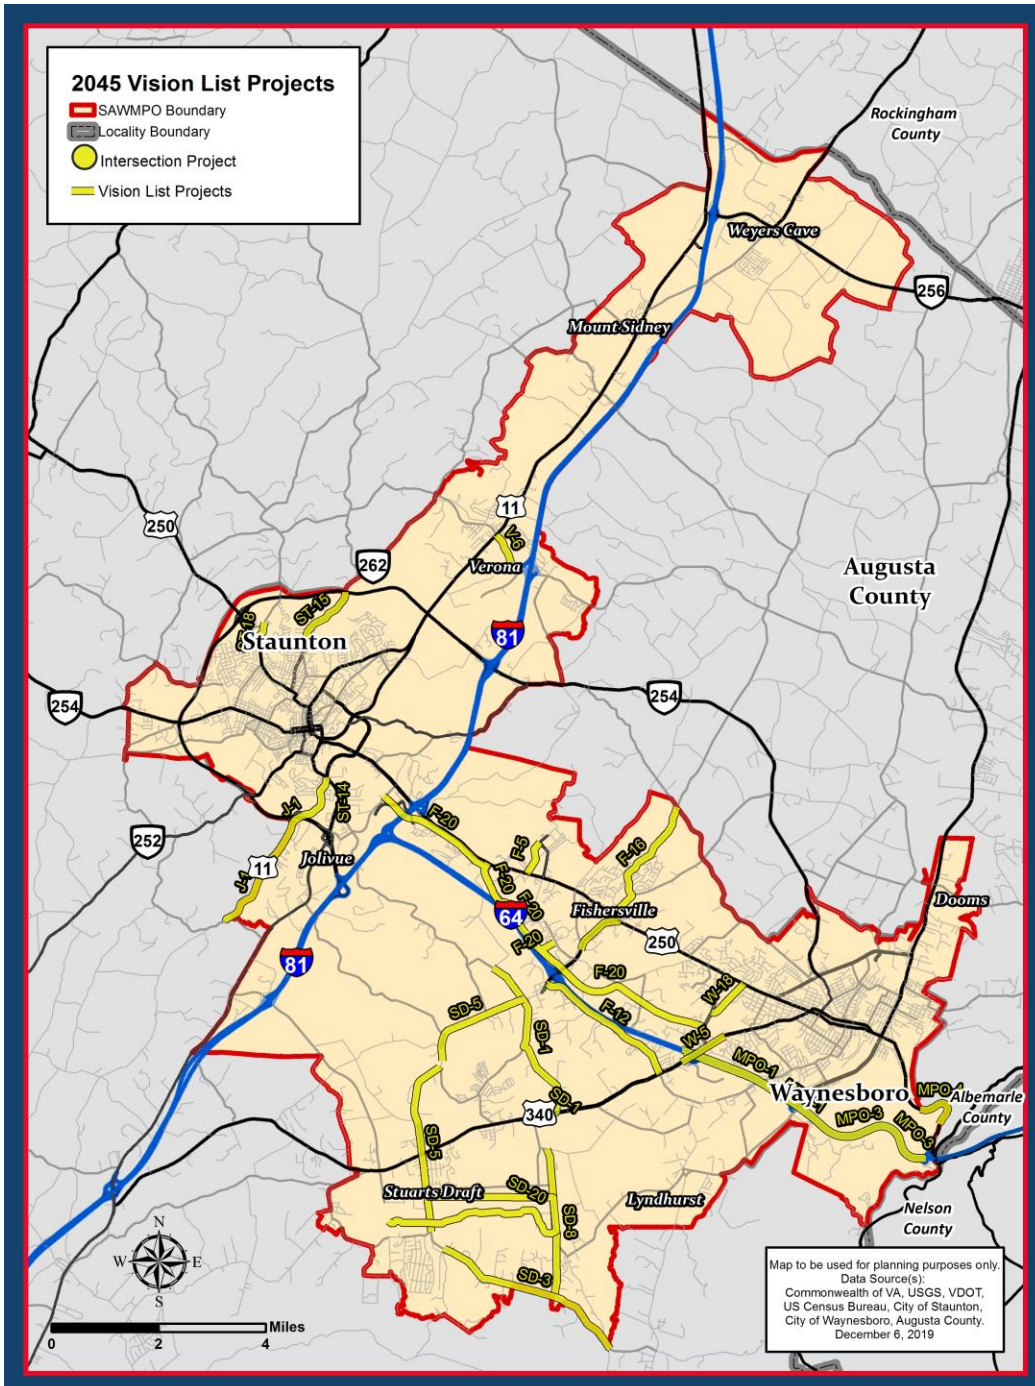 2045 Vision List Projects
SAWMPO Boundary
Locality Boundary
Intersection Project
Vision List Projects
Rockingham
County
Weyers Cave
256
Mount Sidney
11
250
V-6
Verona
262
Augusta
County
ST-15
81
Staunton
254
254
F-20
J-1
ST-14
252
Jolivue
11
J-1
F-5
F-16
F-20
F-20
Fishersville
Dooms
64
250
F-20
81
F-20
W-18
SD-5
F-12
SD-1
W-5
MPO-1
Waynesboro
SD-1
340
MPO-3
MPO-3
Albemarle
County
SD-5
Stuarts Draft
SD-20
Lyndhurst
SD-8
Nelson
County
SD-3
N
W
E
S
Miles
0
2
4
Map to be used for planning purposes only.
Data Source(s):
Commonwealth of VA, USGS, VDOT,
US Census Bureau, City of Staunton,
City of Waynesboro, Augusta County.
December 6, 2019